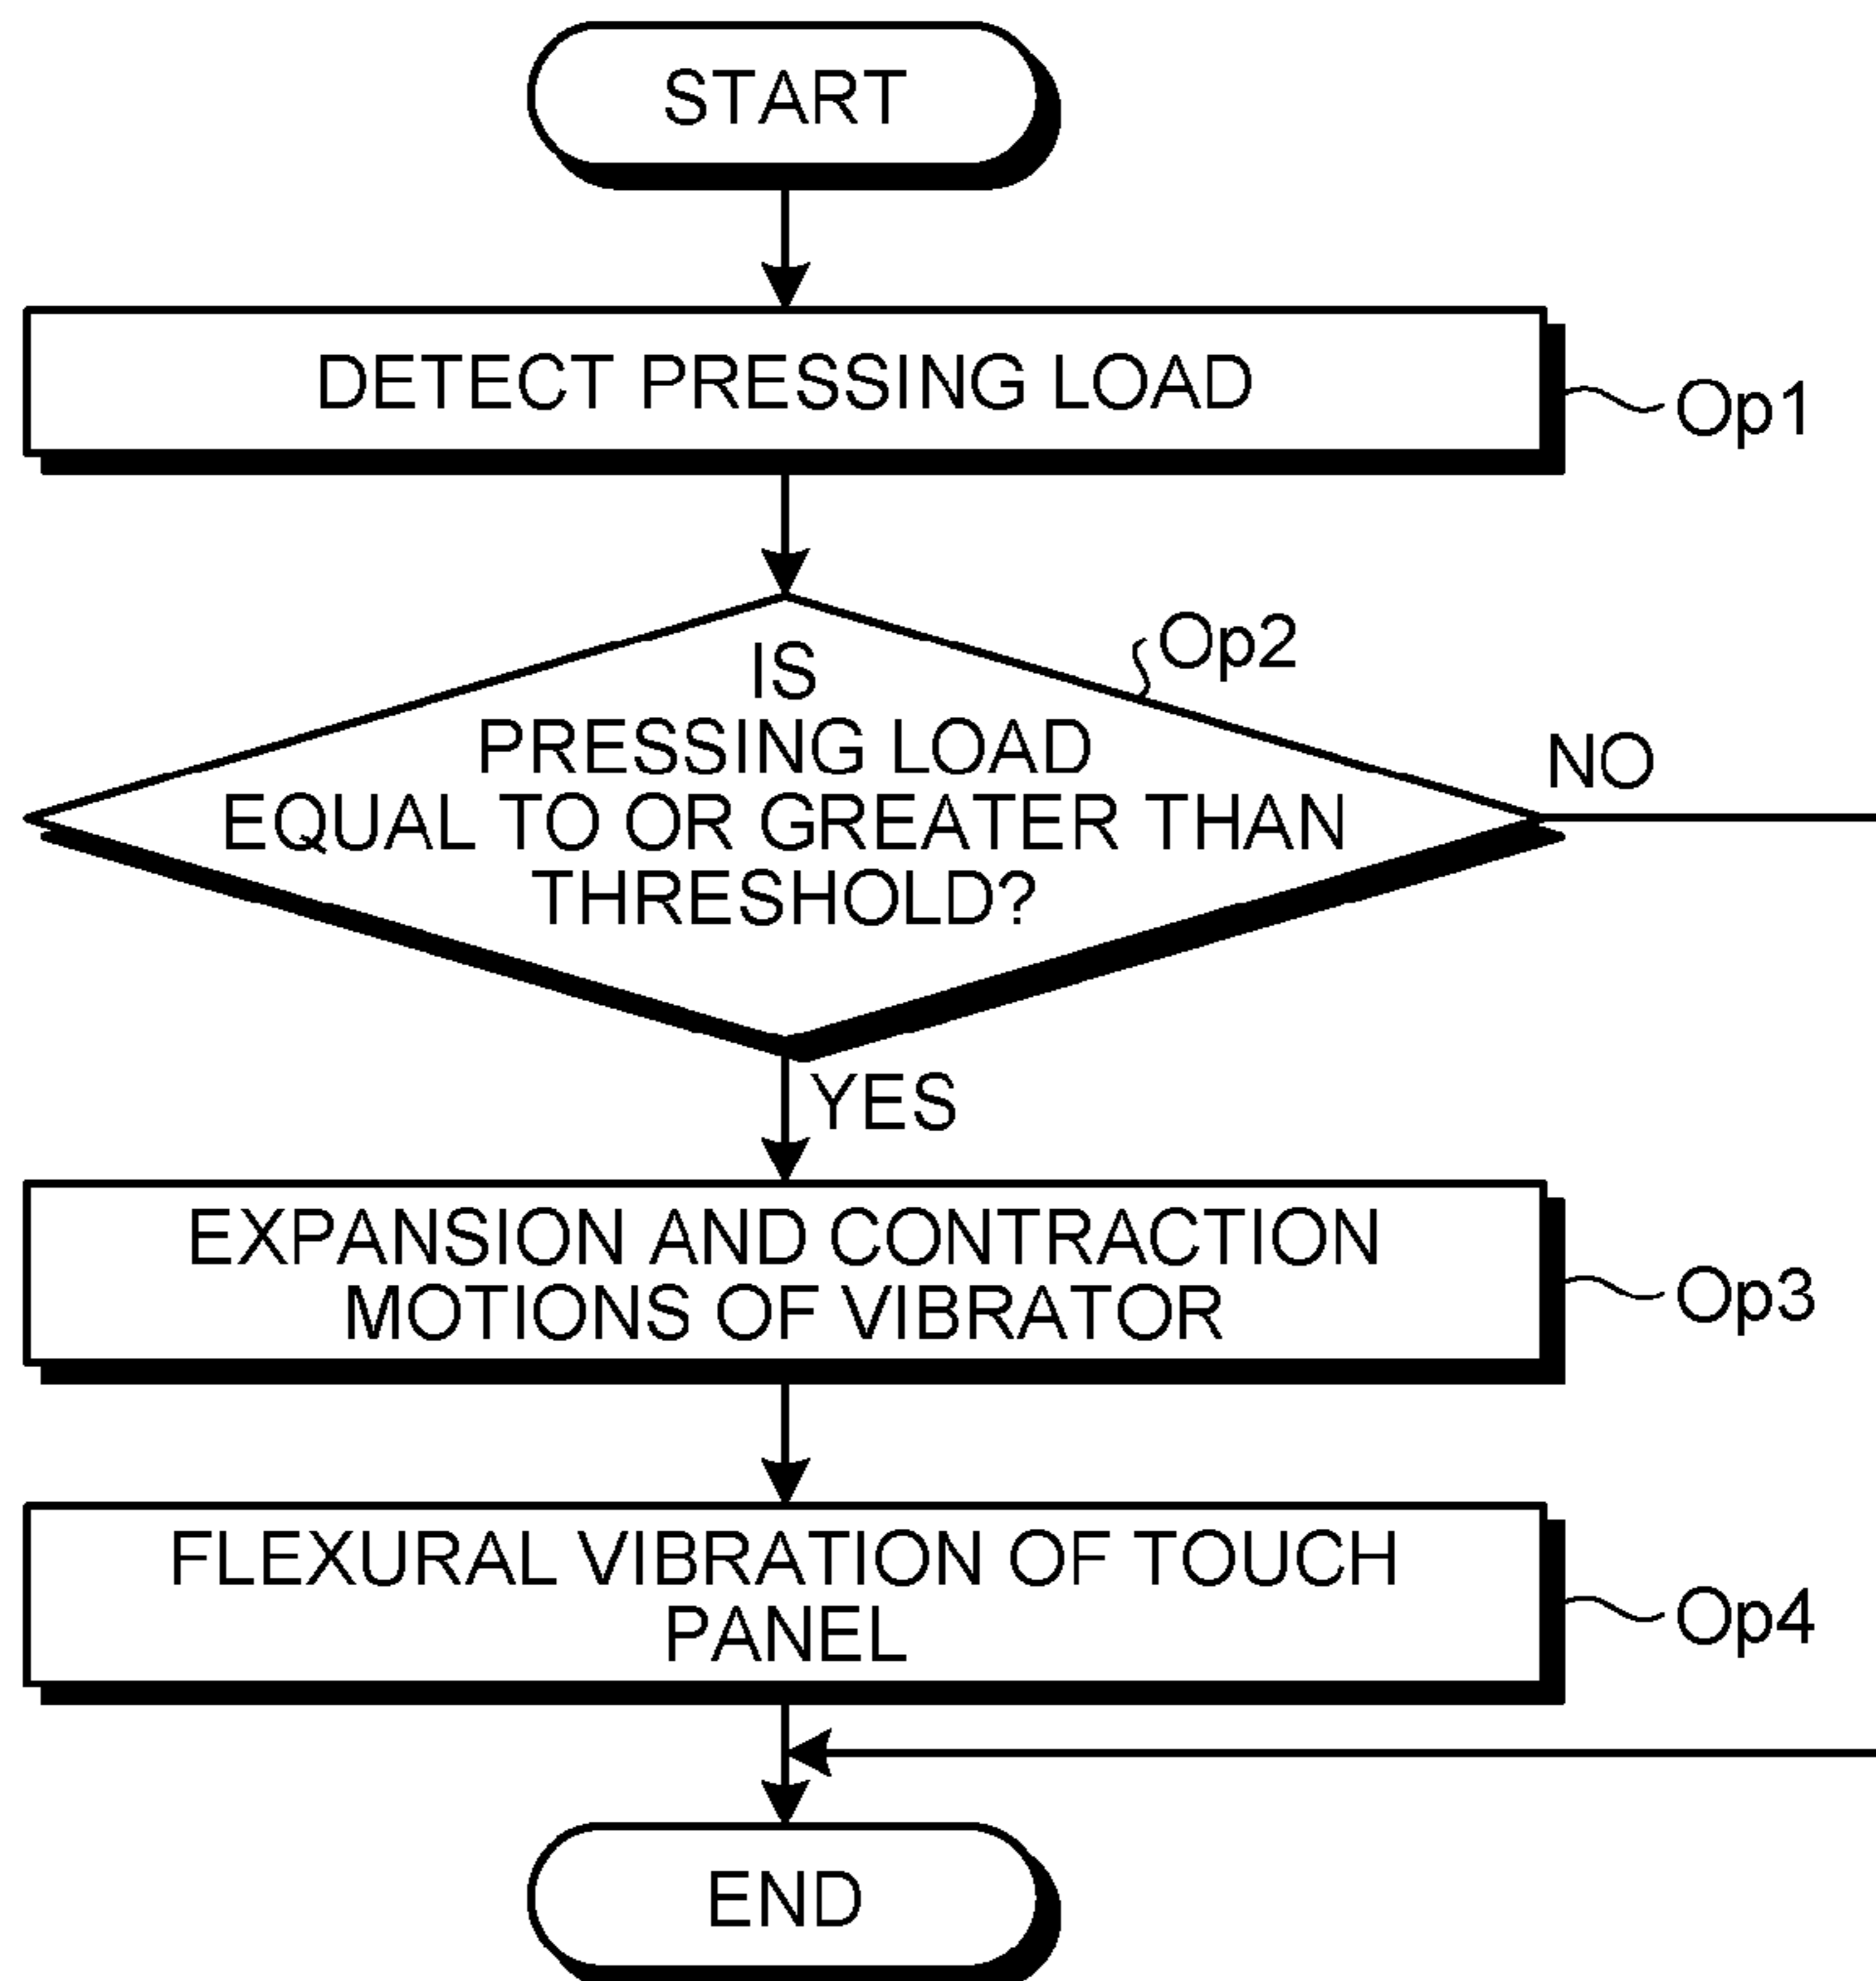 START
DETECT PRESSING LOAD
Op1
Op2
IS
PRESSING LOAD
EQUAL TO OR GREATER THAN
THRESHOLD?
NO
YES
EXPANSION AND CONTRACTION
MOTIONS OF VIBRATOR
Op3
FLEXURAL VIBRATION OF TOUCH
PANEL
Op4
END